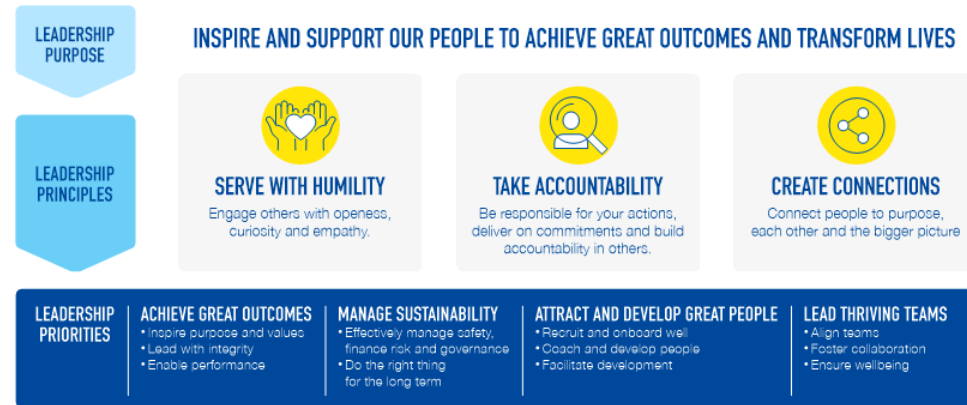 LEADERSHIP
PURPOSE
INSPIRE AND SUPPORT OUR PEOPLE TO ACHIEVE GREAT OUTCOMES AND TRANSFORM LIVES
LEADERSHIP
PRINCIPLES
SERVE WITH HUMILITY
Engage others with openess,
curiosity and empathy.
TAKE ACCOUNTABILITY
Be responsible for your actions,
deliver on commitments and build
accountability in others.
CREATE CONNECTIONS
Connect people to purpose,
each other and the bigger picture
LEADERSHIP
PRIORITIES
ACHIEVE GREAT OUTCOMES
• Inspire purpose and values
• Lead with integrity
• Enable performance
MANAGE SUSTAINABILITY
• Effectively manage safety,
finance risk and governance
• Do the right thing
for the long term
ATTRACT AND DEVELOP GREAT PEOPLE
• Recruit and onboard well
• Coach and develop people
• Facilitate development
LEAD THRIVING TEAMS
• Align teams
• Foster collaboration
• Ensure wellbeing